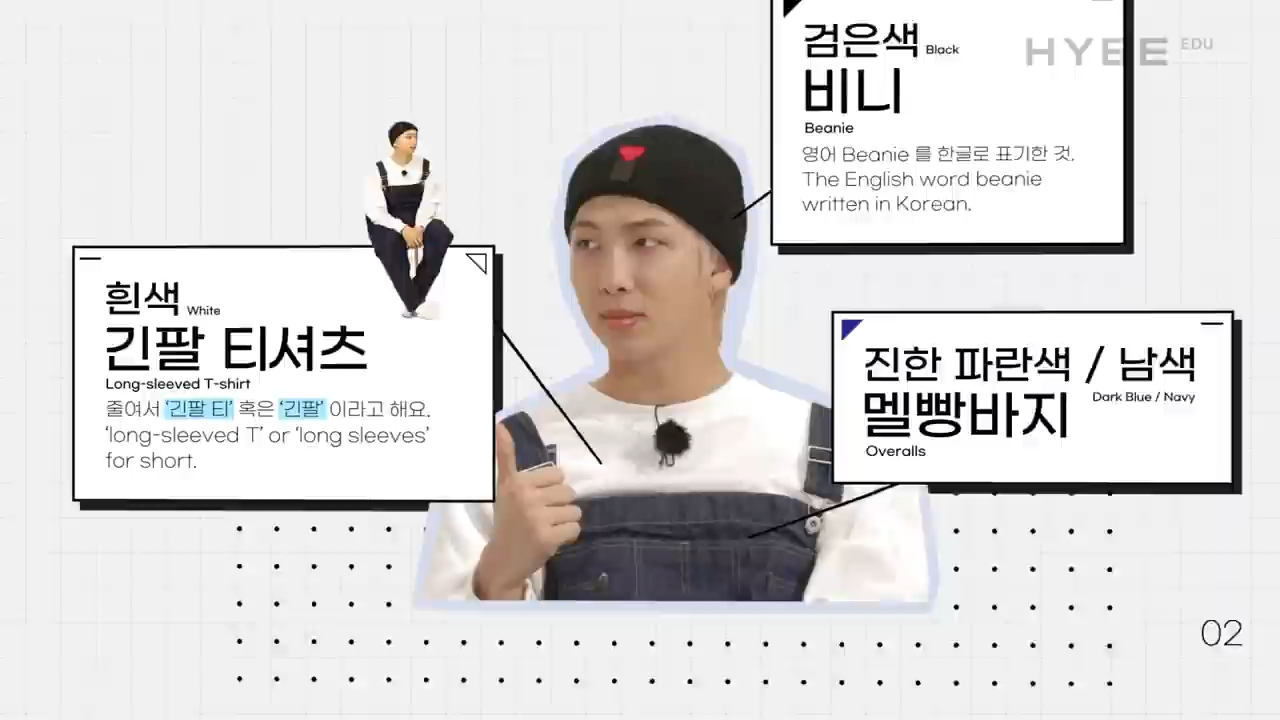 검은색 Black
비니
Beanie
영어 Beanie 를 한글로 표기한 것.
The English word beanie
written in Korean.
HYBE EDU
흰색 White
긴팔 티셔츠
Long-sleeved T-shirt
줄여서 '긴팔 티' 혹은 '긴팔' 이라고 해요.
'long-sleeved T' or 'long sleeves'
for short.
진한 파란색 / 남색
Dark Blue / Navy
멜빵바지
Overalls
02